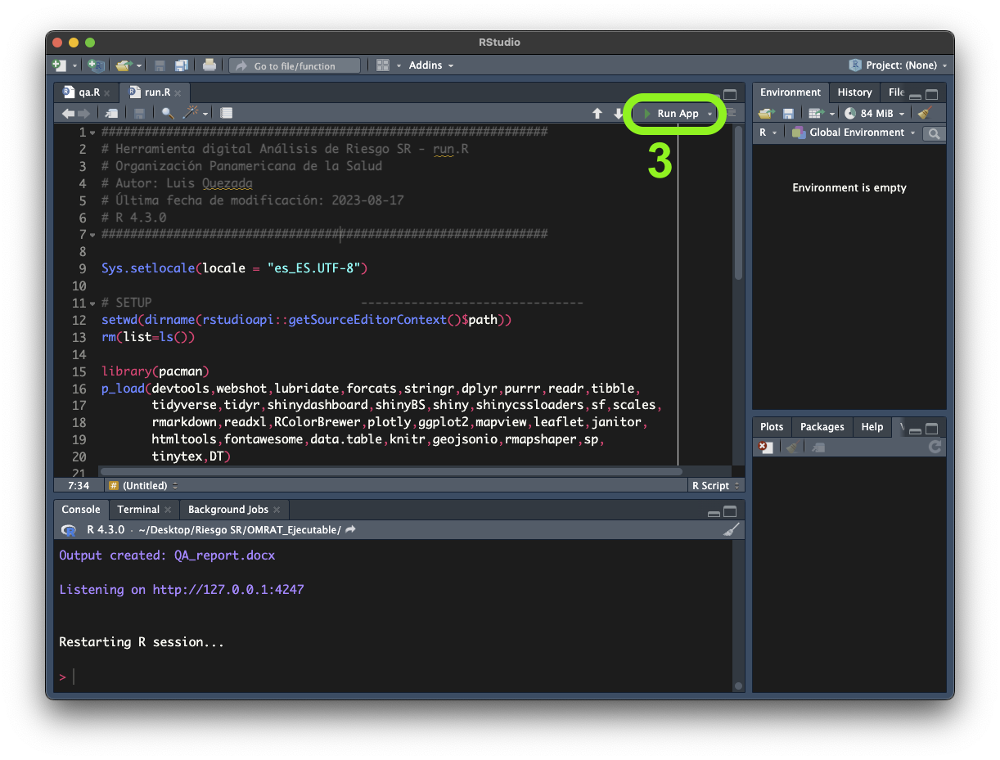 RStudio
Go to file/function
Addins
Project: (None)
qa.R
run.R
Run App
3
1 ##############################################################
2 # Herramienta digital Análisis de Riesgo SR - run.R
3 # Organización Panamericana de la Salud
4 # Autor: Luis Quezada
5 # Última fecha de modificación: 2023-08-17
6 # R 4.3.0
7 ##############################################################
8
9 Sys.setlocale(locale = "es_ES.UTF-8")
10
11 # SETUP -------------------------------
12 setwd(dirname(rstudioapi::getSourceEditorContext()$path))
13 rm(list=ls())
14
15 library(pacman)
16 p_load(devtools,webshot,lubridate,forcats,stringr,dplyr,purrr,readr,tibble,
17 tidyverse,tidyr,shinydashboard,shinyBS,shiny,shinycssloaders,sf,scales,
18 rmarkdown,readxl,RColorBrewer,plotly,ggplot2,mapview,leaflet,janitor,
19 htmltools,fontawesome,data.table,knitr,geojsonio,rmapshaper,sp,
20 tinytex,DT)
21
7:34
# (Untitled)
R Script
Console
Terminal
Background Jobs
R 4.3.0 · ~/Desktop/Riesgo SR/OMRAT_Ejecutable/
Output created: QA_report.docx
Listening on http://127.0.0.1:4247
Restarting R session...
>
Environment
History
File
84 MiB
R
Global Environment
Environment is empty
Plots
Packages
Help